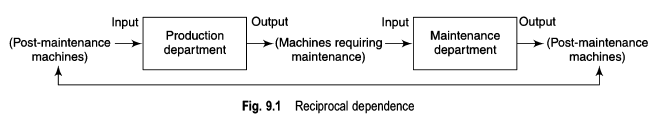 Input Output Input Output
Production Maintenance
(Post-maintenance department (Machines requiring department (Post-maintenance
machines) maintenance) machines)
Fig. 9.1 Reciprocal dependence